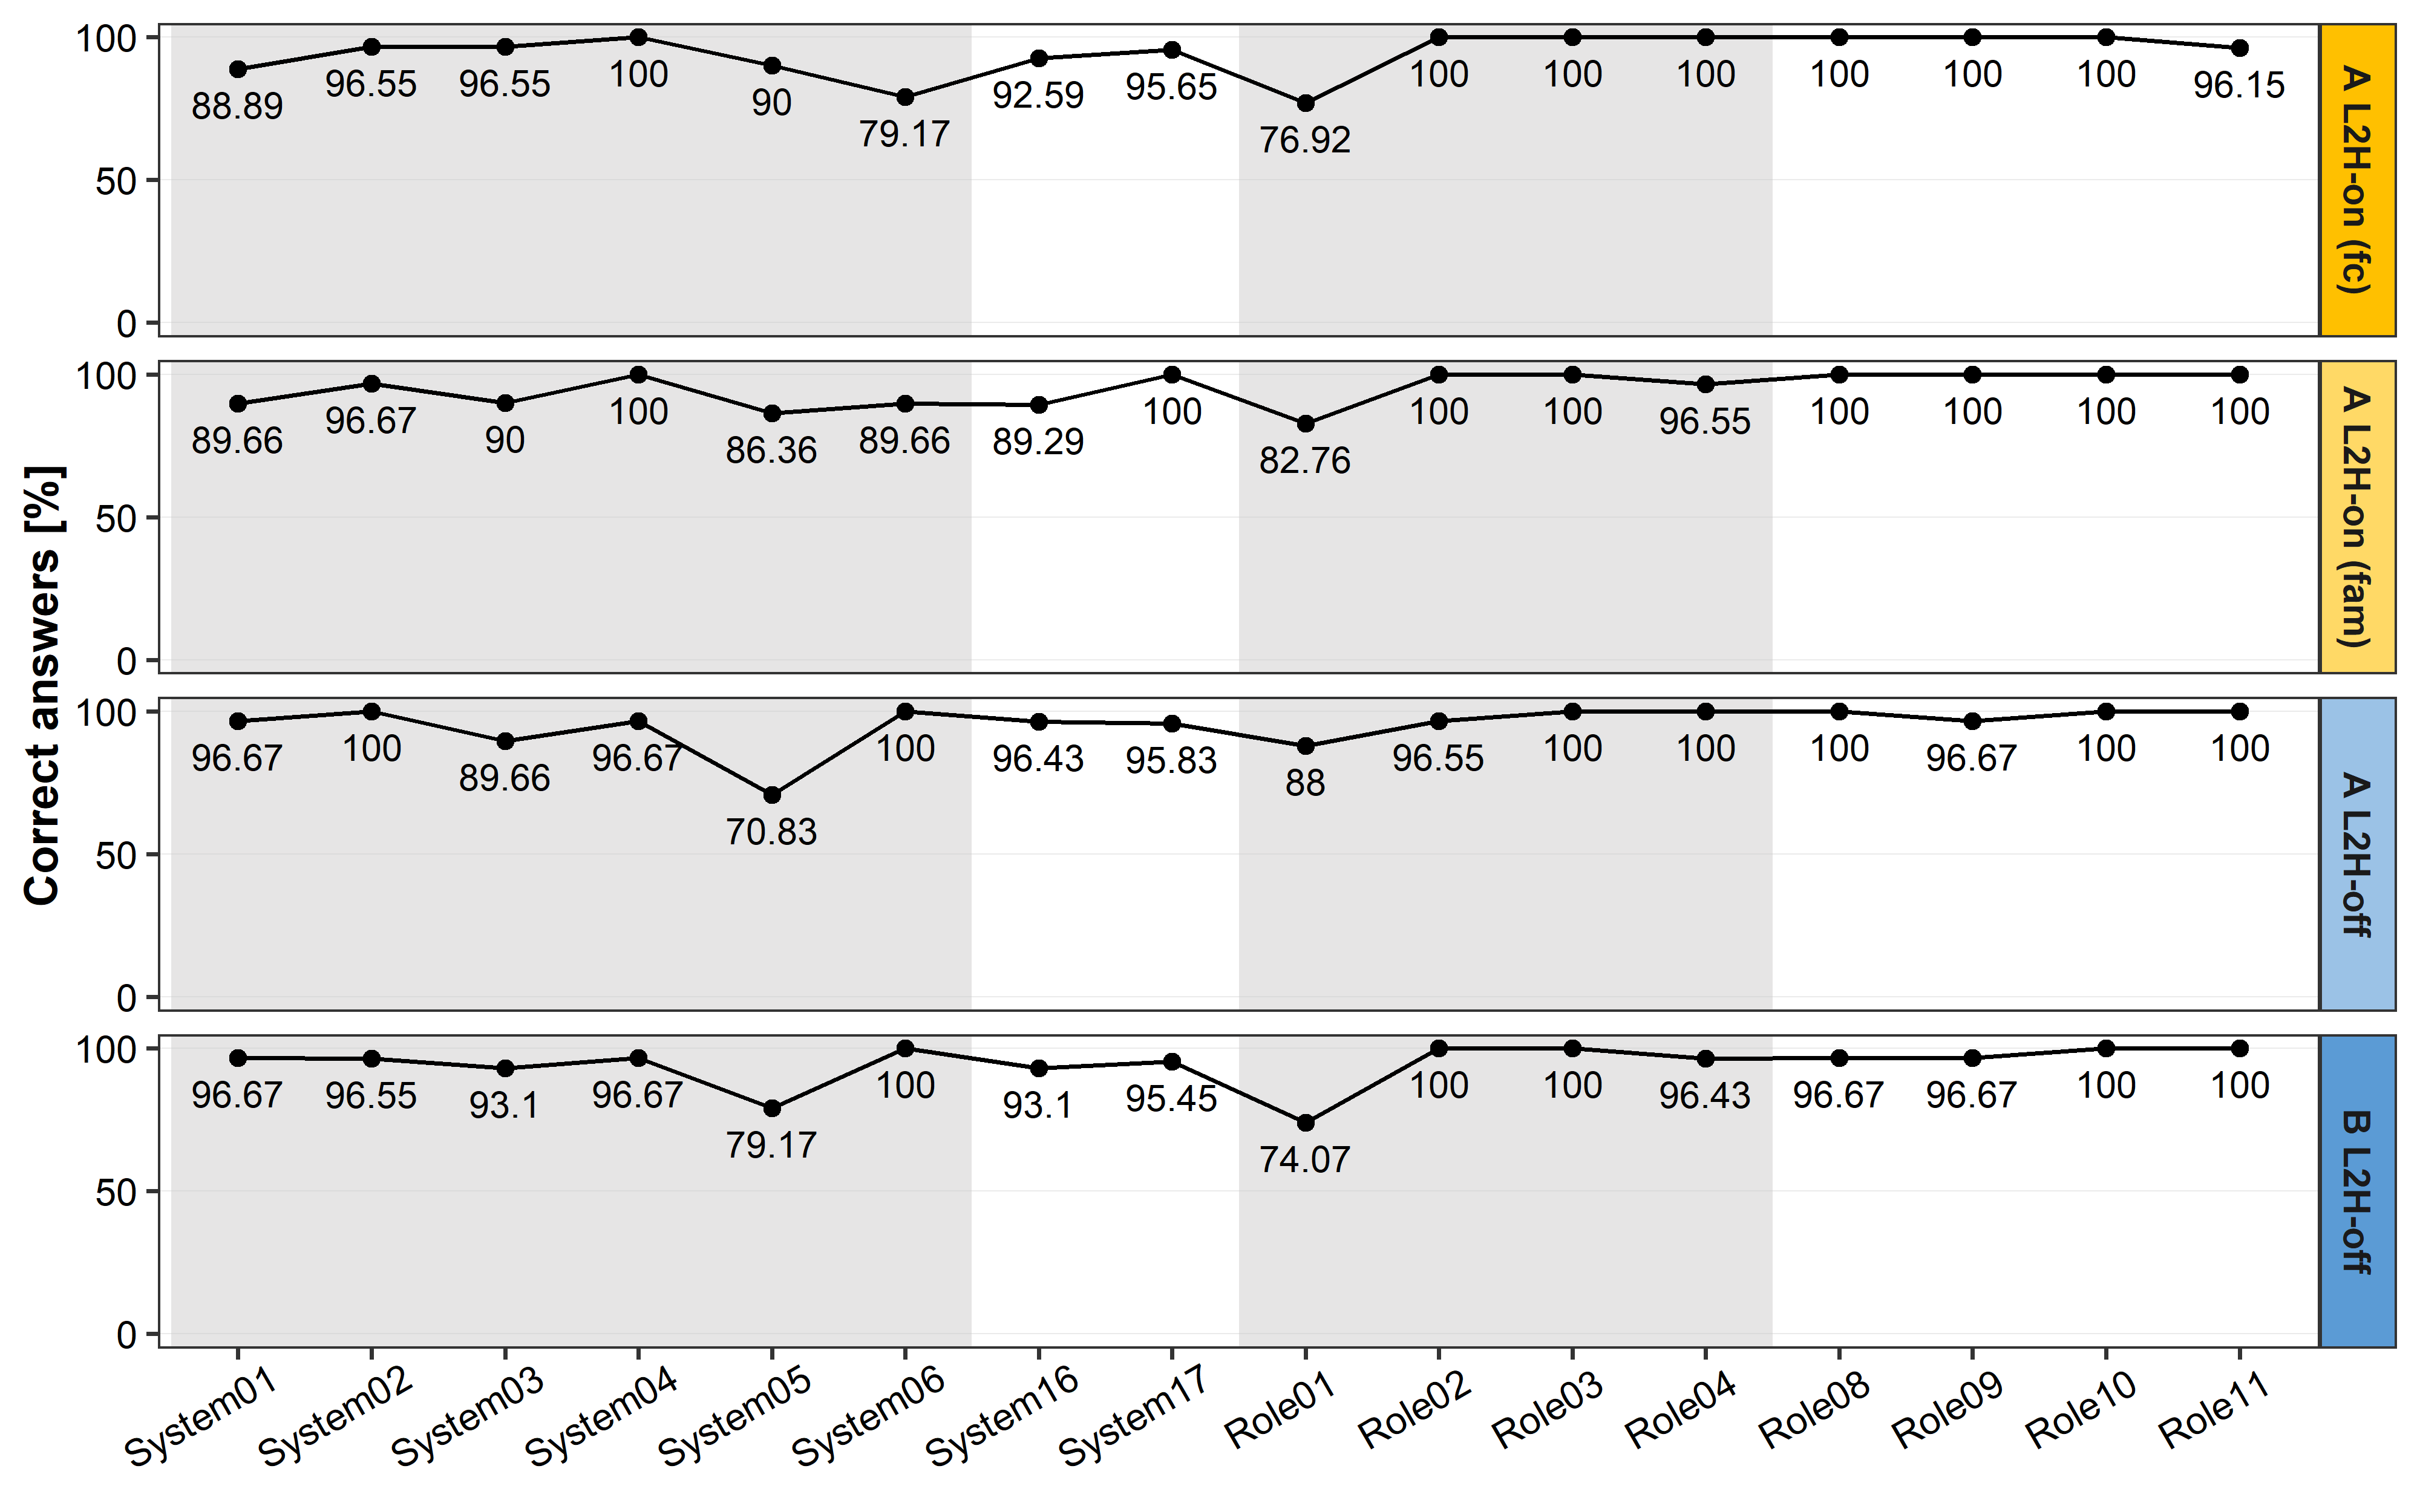 Correct answers [%]
100
50
0
88.89 96.55 96.55 100 90 79.17 92.59 95.65 76.92 100 100 100 100 100 100 96.15
A L2H-on (fc)
100
50
0
89.66 96.67 90 100 86.36 89.66 89.29 100 82.76 100 100 96.55 100 100 100 100
A L2H-on (fam)
100
50
0
96.67 100 89.66 96.67 70.83 100 96.43 95.83 88 96.55 100 100 100 96.67 100 100
A L2H-off
100
50
0
96.67 96.55 93.1 96.67 79.17 100 93.1 95.45 74.07 100 100 96.43 96.67 96.67 100 100
B L2H-off
System01 System02 System03 System04 System05 System06 System16 System17 Role01 Role02 Role03 Role04 Role08 Role09 Role10 Role11